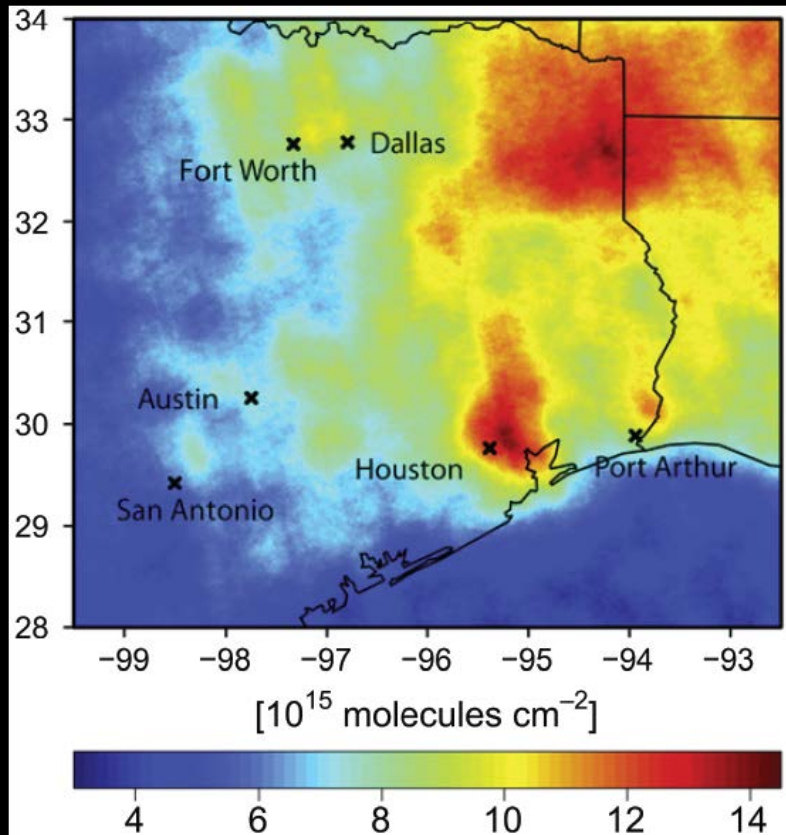 34
33
32
31
30
29
28
Fort Worth
Dallas
Austin
San Antonio
Houston
Port Arthur
−99 −98 −97 −96 −95 −94 −93
[10¹⁵ molecules cm⁻²]
4 6 8 10 12 14